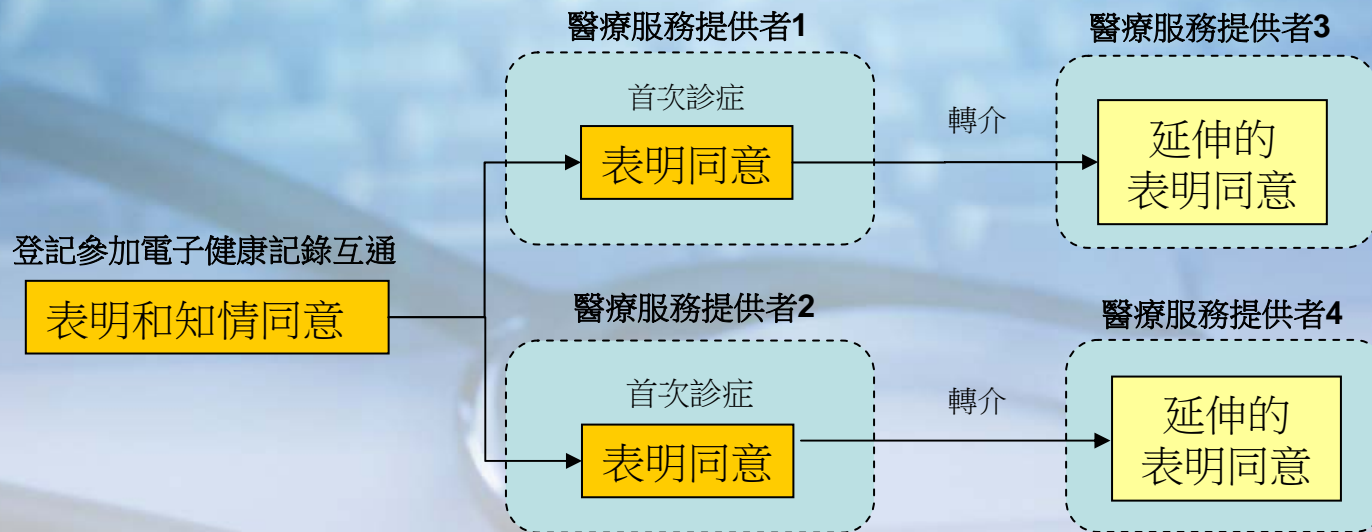 醫療服務提供者1
首次診症
表明同意
轉介
醫療服務提供者3
延伸的
表明同意
登記參加電子健康記錄互通
表明和知情同意
醫療服務提供者2
首次診症
表明同意
轉介
醫療服務提供者4
延伸的
表明同意